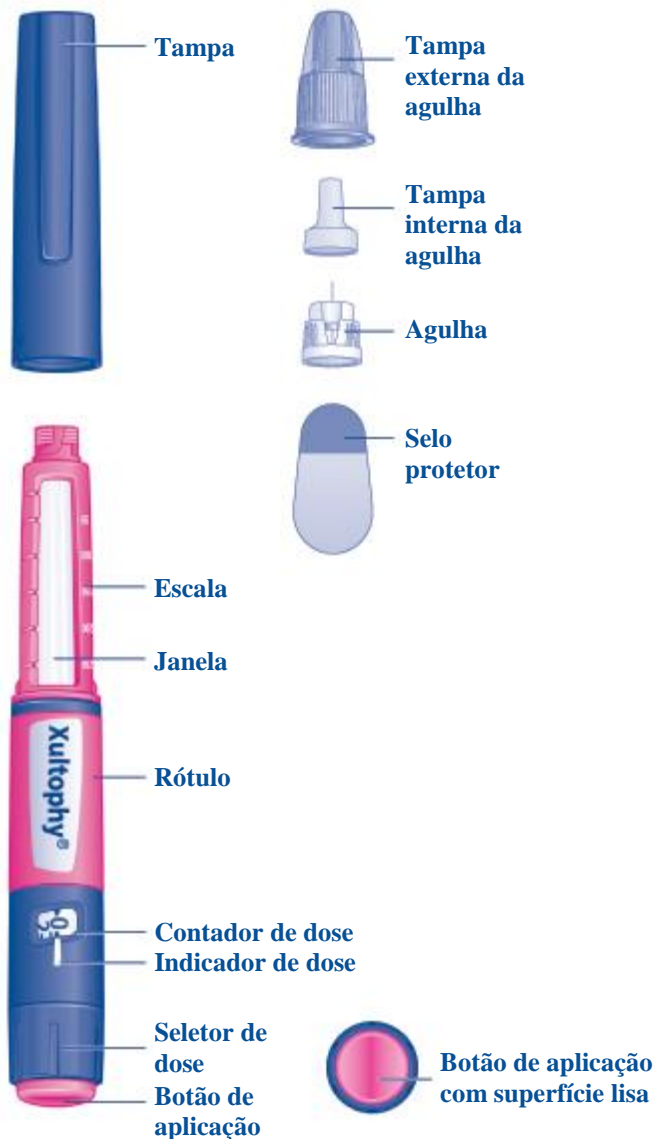 Tampa
Tampa
externa da
agulha
Tampa
interna da
agulha
Agulha
Selo
protetor
Escala
Janela
Rótulo
Xultophy®
Contador de dose
Indicador de dose
Seletor de
dose
Botão de
aplicação
Botão de aplicação
com superfície lisa